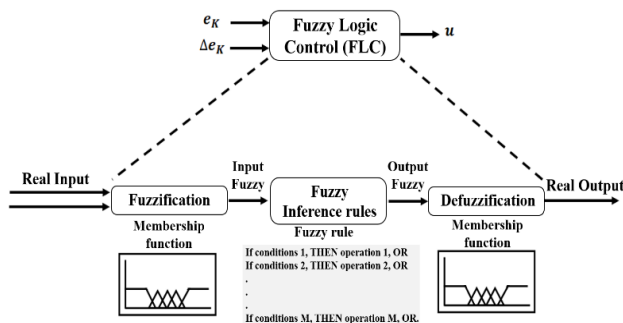 e_K
Δe_K
Fuzzy Logic
Control (FLC)
u
Real Input
Fuzzification
Input
Fuzzy
Fuzzy
Inference rules
Output
Fuzzy
Defuzzification
Real Output
Membership
function
Fuzzy rule
If conditions 1, THEN operation 1, OR
If conditions 2, THEN operation 2, OR
.
.
.
If conditions M, THEN operation M, OR.
Membership
function